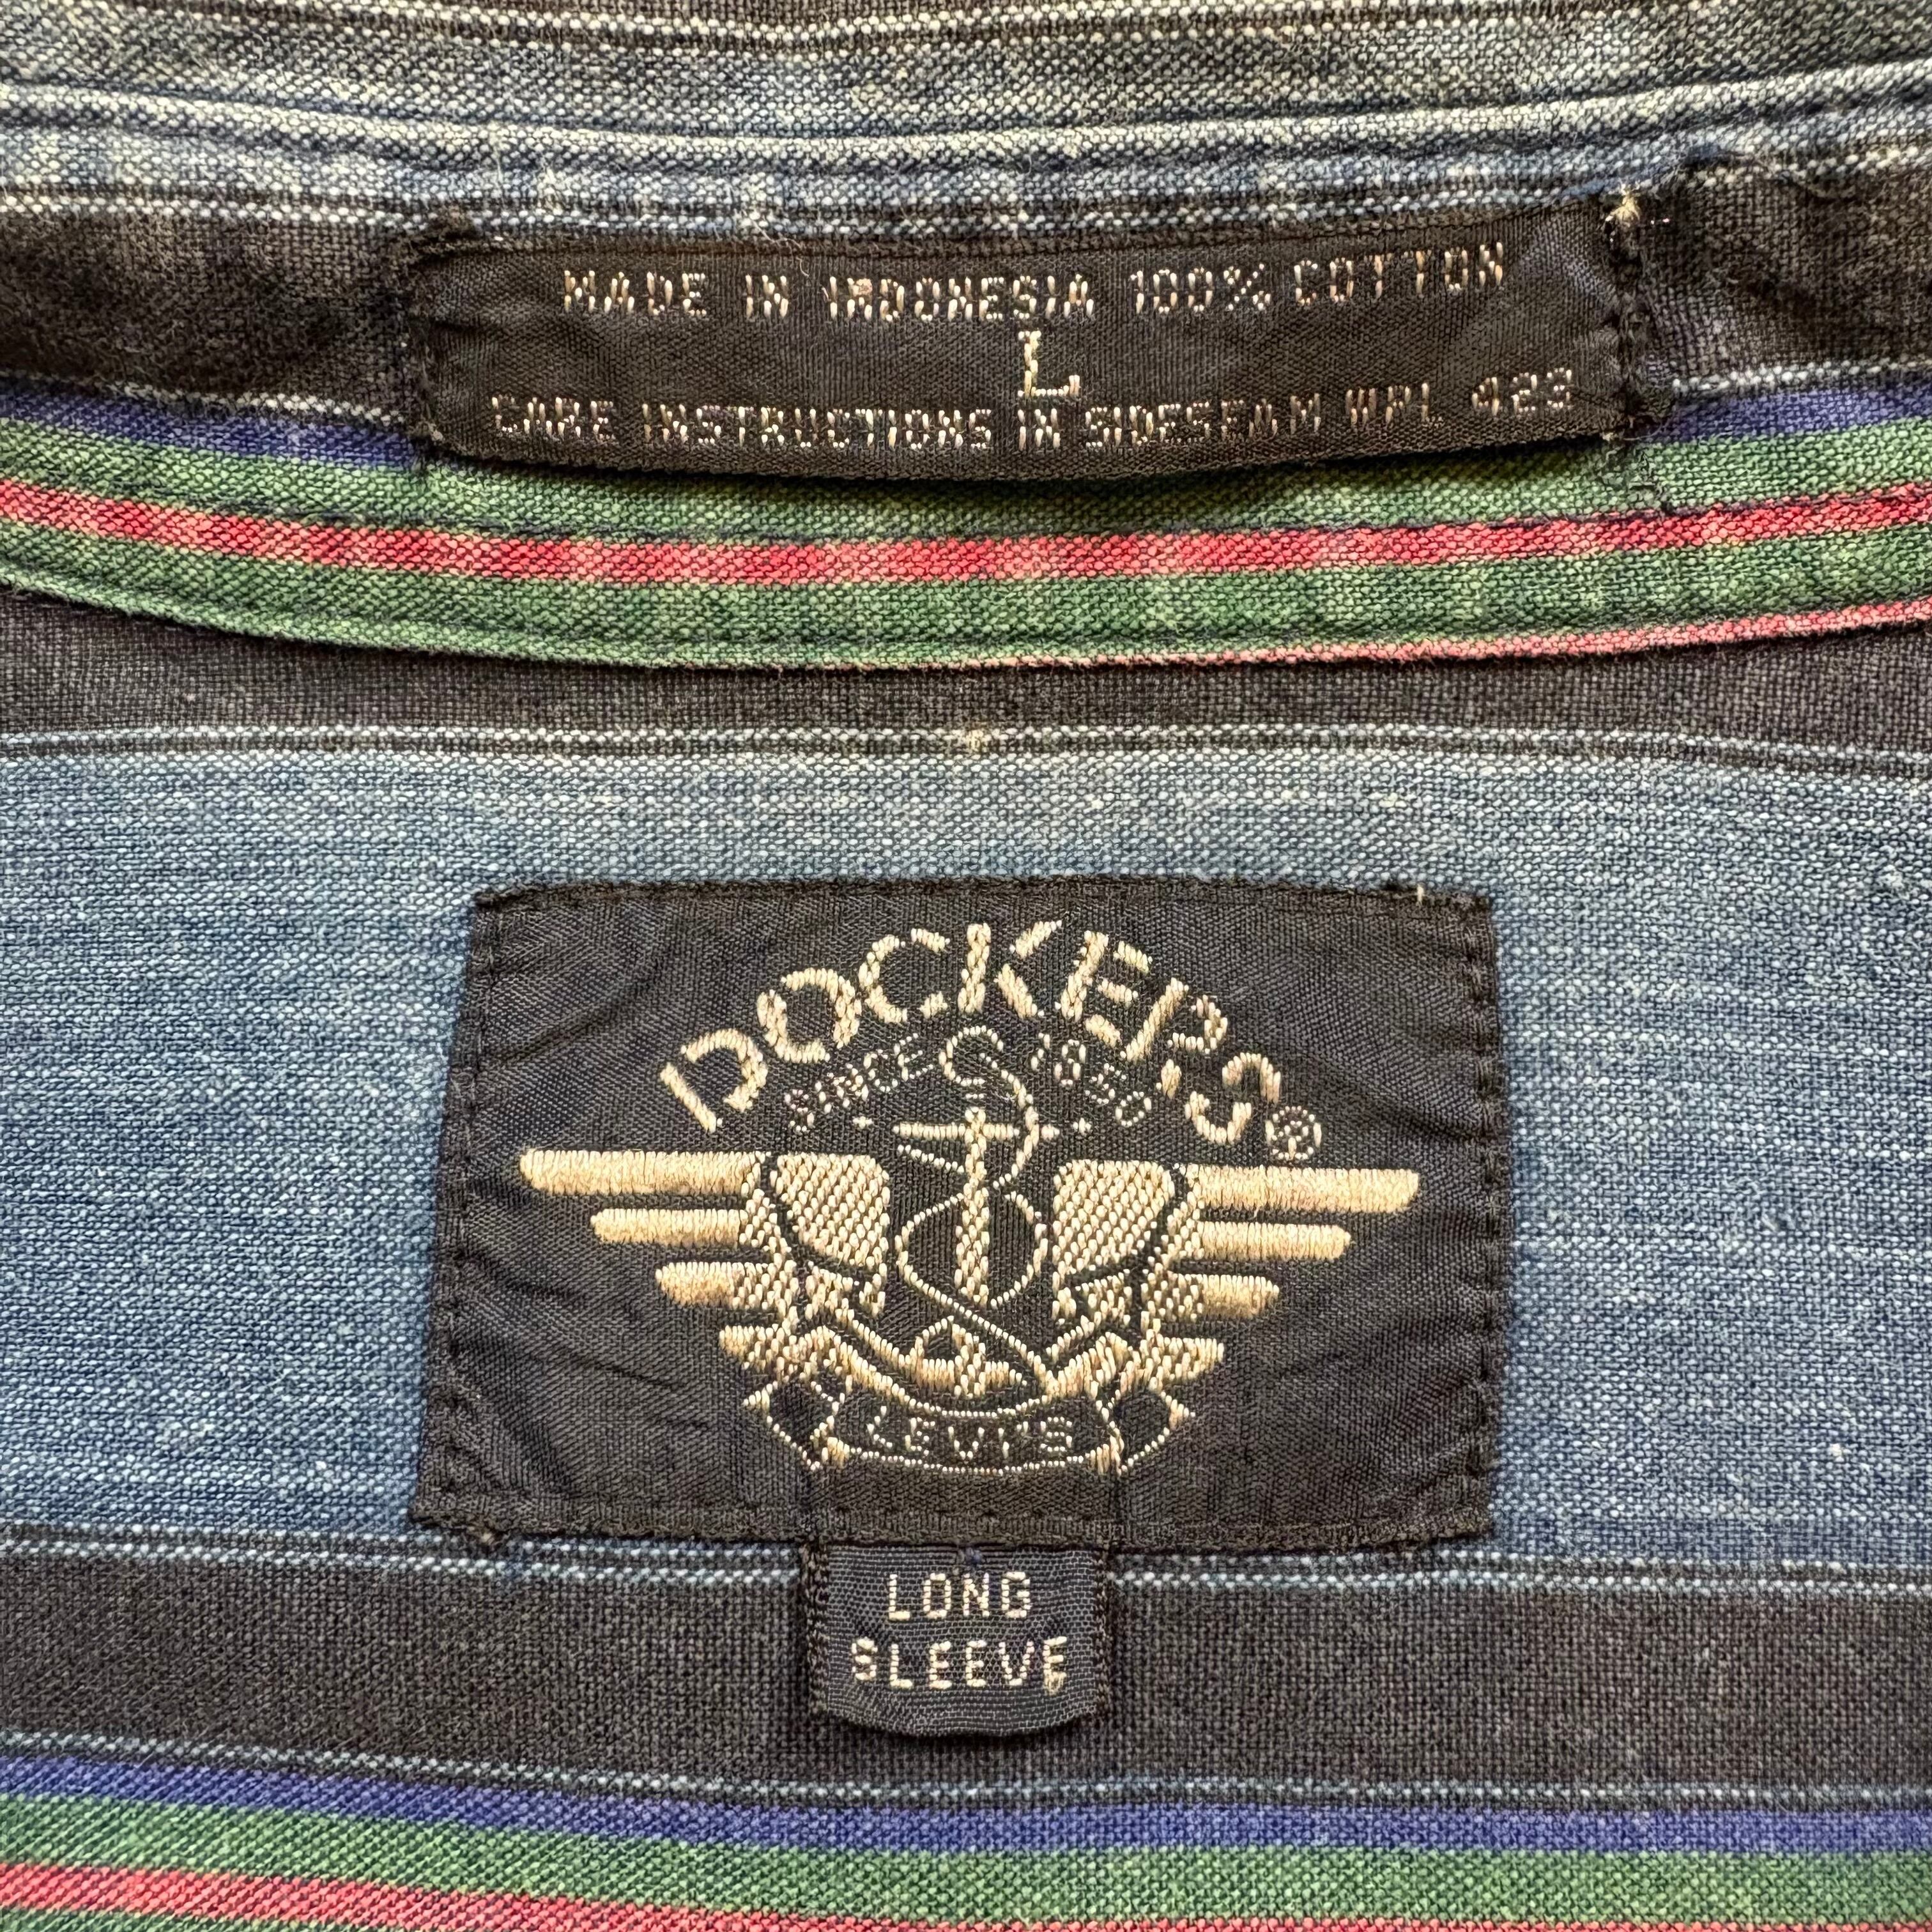 MADE IN INDONESIA 100% COTTON
L
CARE INSTRUCTIONS IN SIDESEAM WPL 423
DOCKERS®
SINCE 1850
LEVI'S
LONG
SLEEVE